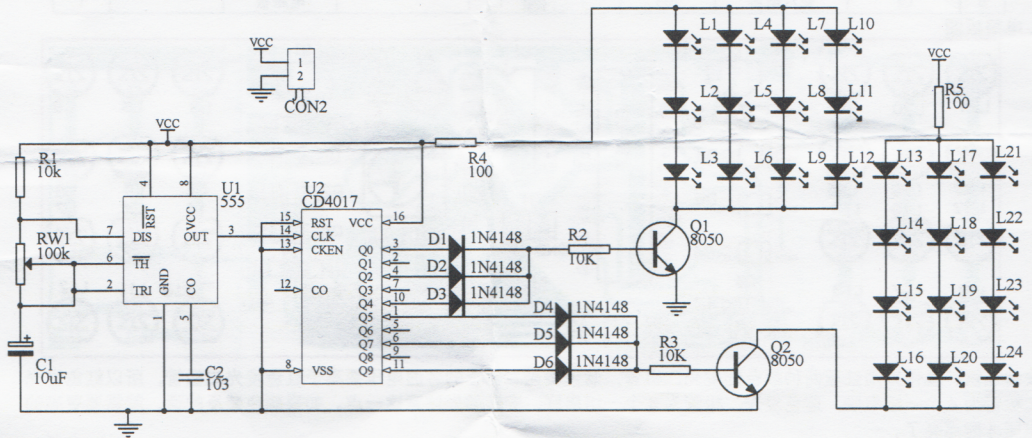 L1 L4 L7 L10
VCC
1
2
CON2
VCC
R5
100
L2 L5 L8 L11
VCC
R1
10k
R4
100
L3 L6 L9 L12
L13 L17 L21
4 8
U1
555
U2
CD4017
RST VCC
7 DIS OUT 3
15 RST VCC 16
14 CLK
13 CKEN
Q0 3
Q1 2
Q2 4
Q3 7
Q4 10
Q5 1
Q6 5
Q7 6
Q8 9
Q9 11
12 CO
8 VSS
RW1
100k
6 TH
2 TRI
GND CO
1 5
D1 1N4148
D2 1N4148
D3 1N4148
R2
10K
Q1
8050
L14 L18 L22
D4 1N4148
D5 1N4148
D6 1N4148
R3
10K
Q2
8050
L15 L19 L23
L16 L20 L24
+
C1
10uF
C2
103